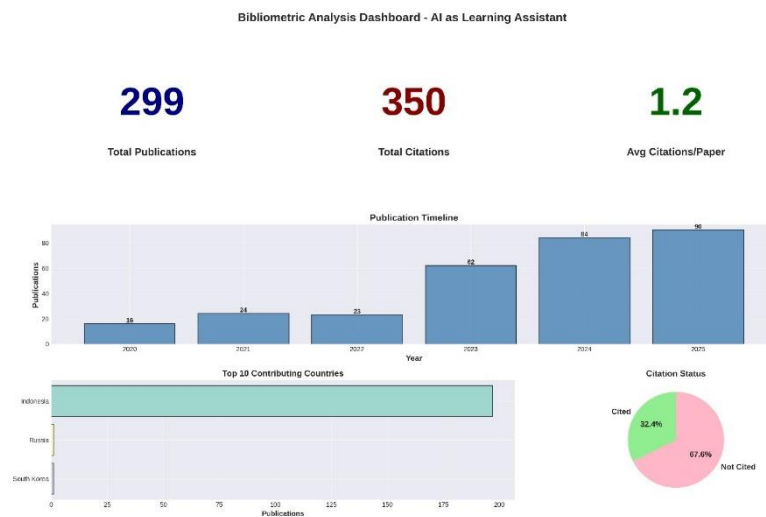 Bibliometric Analysis Dashboard - AI as Learning Assistant
299 350 1.2
Total Publications Total Citations Avg Citations/Paper
Publication Timeline
Publications
80
60
40
20
0
16 24 23 62 84 90
2020 2021 2022 2023 2024 2025
Year
Top 10 Contributing Countries
Indonesia
Russia
South Korea
0 25 50 75 100 125 150 175 200
Publications
Citation Status
Cited
32.4%
67.6%
Not Cited